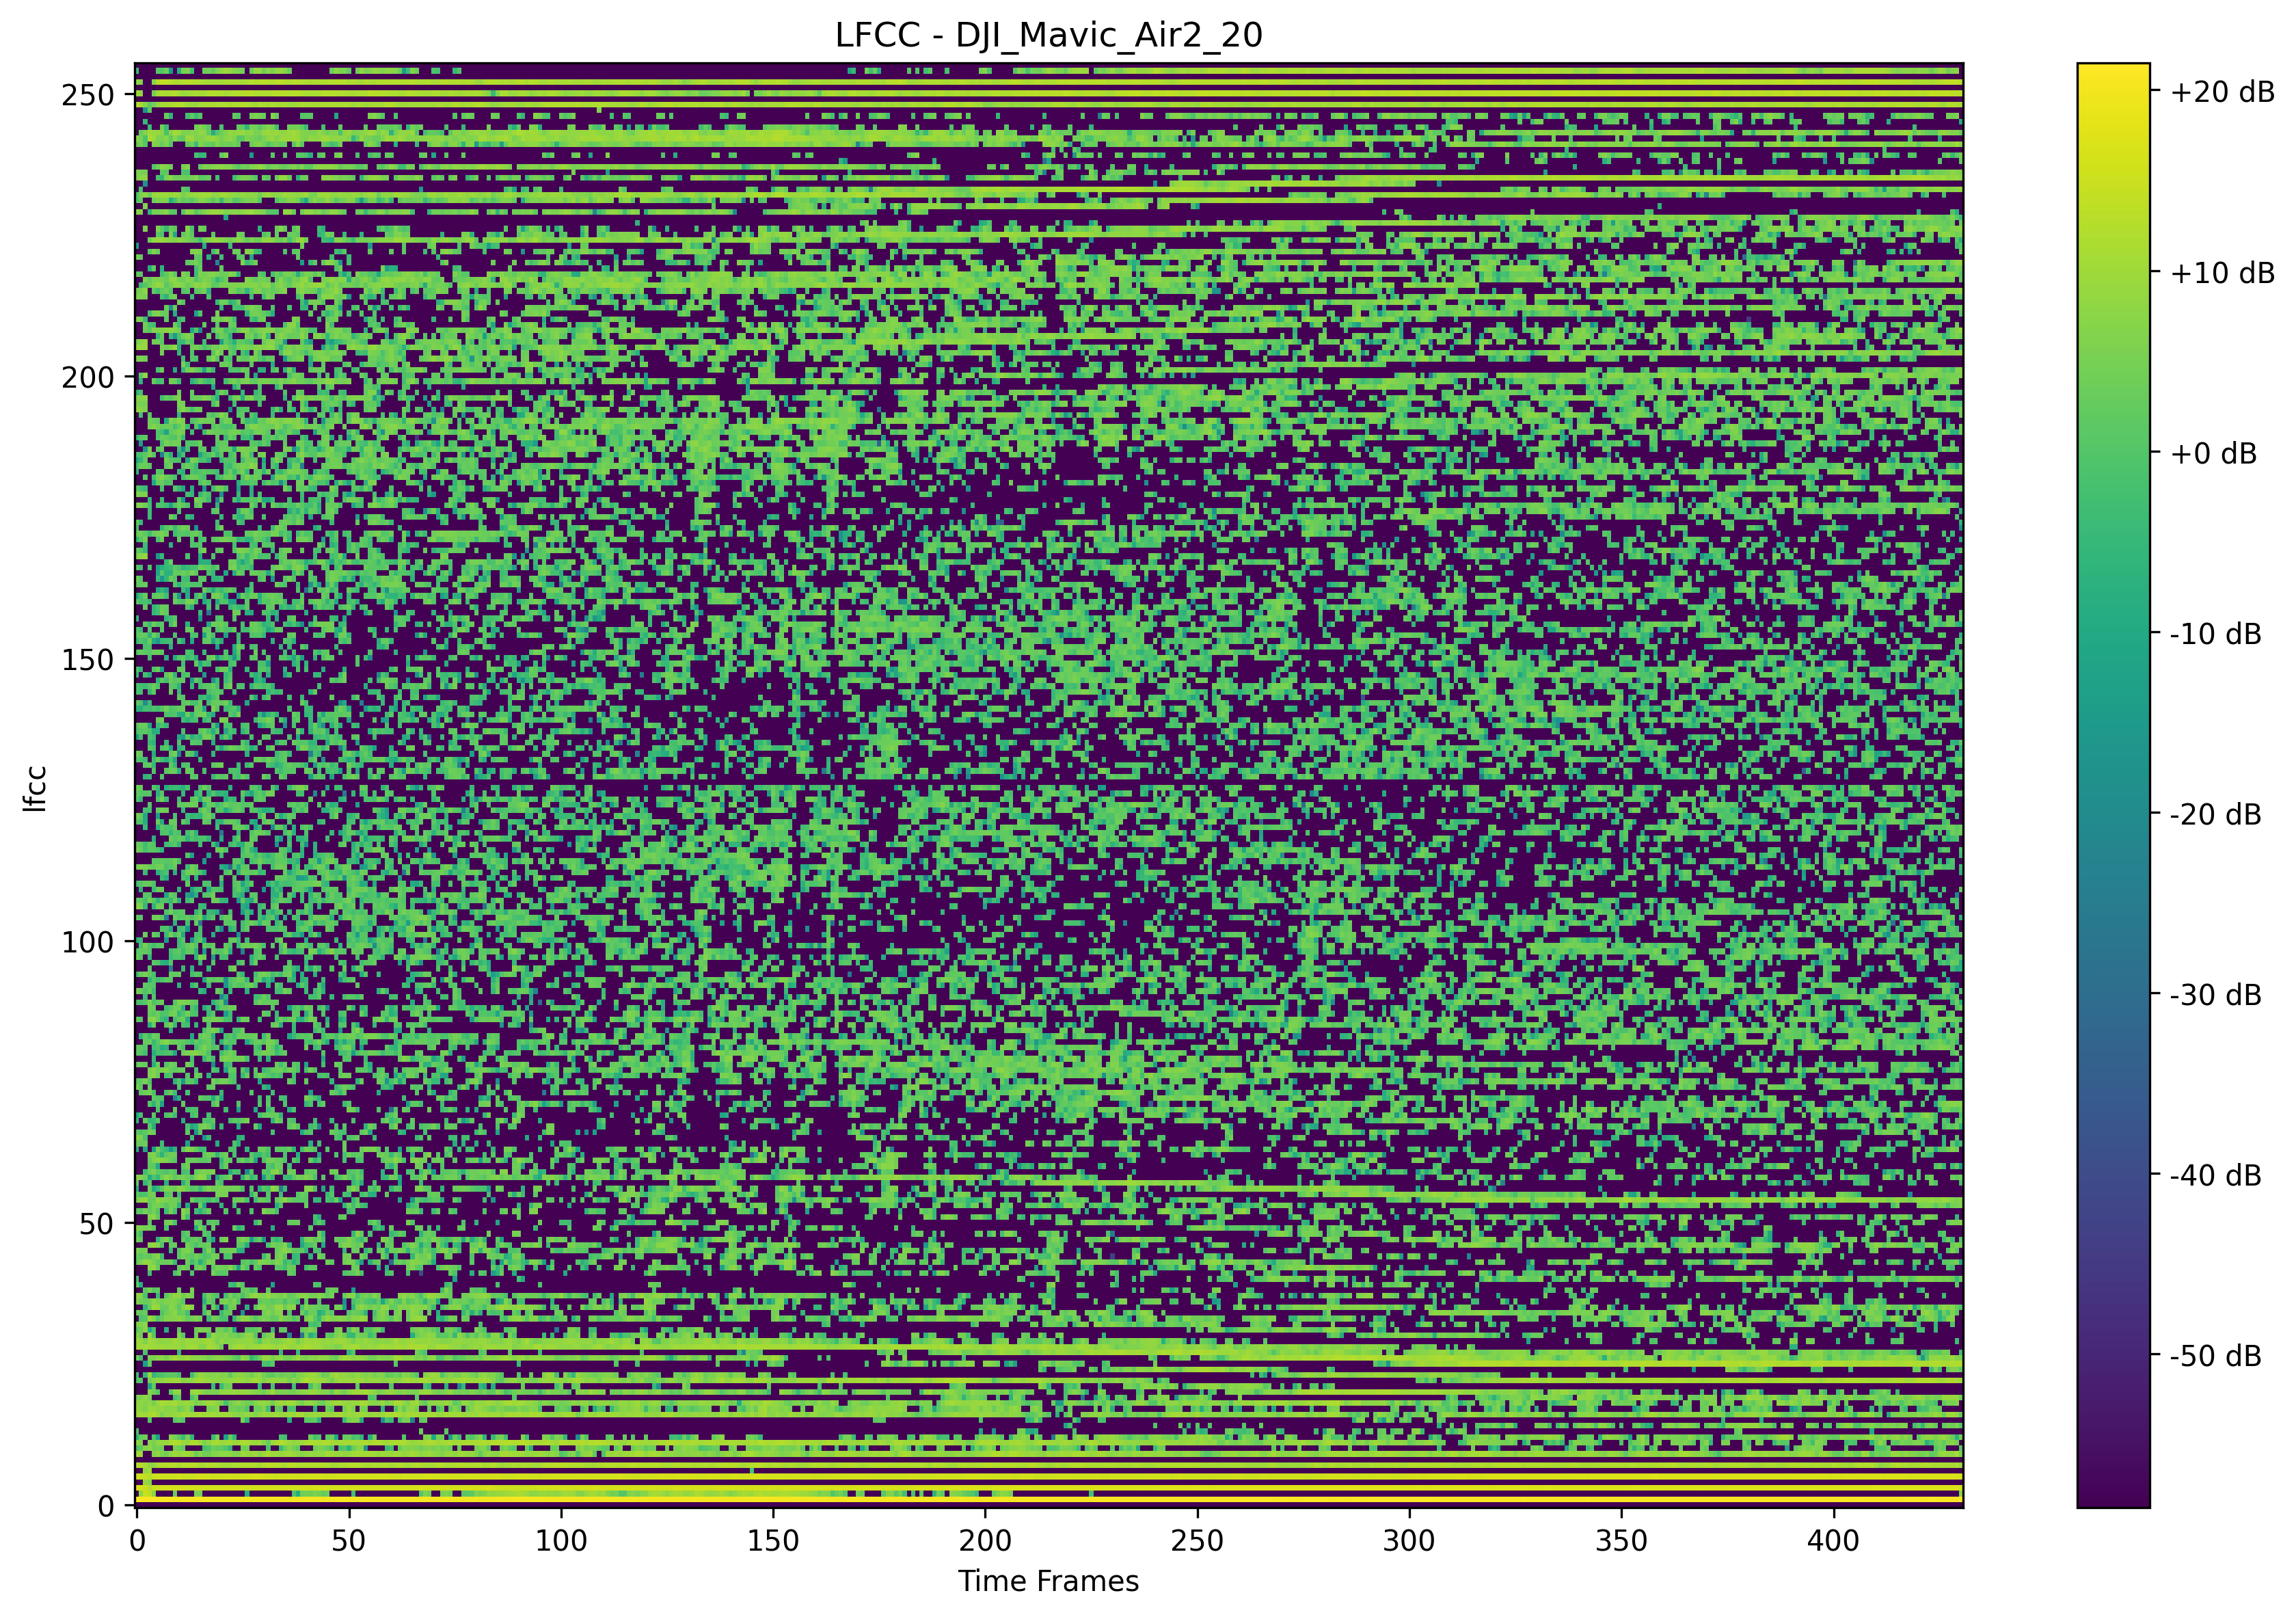 LFCC - DJI_Mavic_Air2_20
250
200
150
100
50
0
lfcc
0 50 100 150 200 250 300 350 400
Time Frames
+20 dB
+10 dB
+0 dB
-10 dB
-20 dB
-30 dB
-40 dB
-50 dB